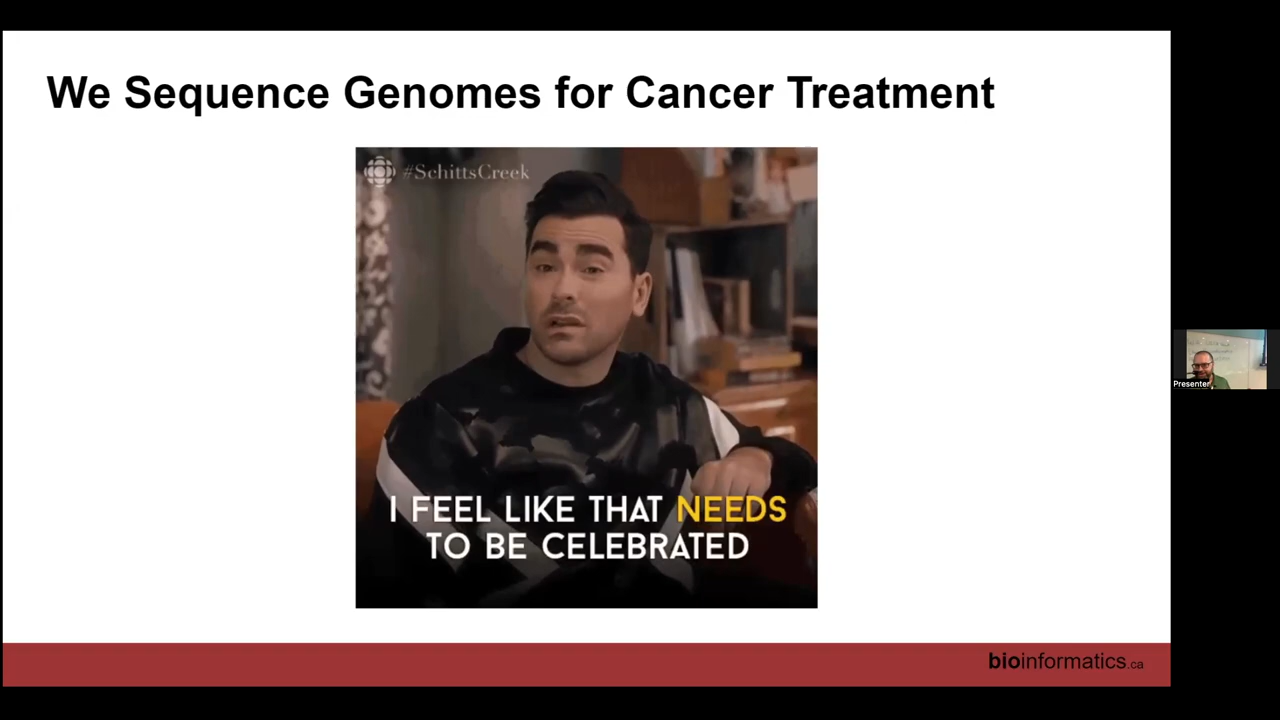 We Sequence Genomes for Cancer Treatment
#SchittsCreek
I FEEL LIKE THAT NEEDS
TO BE CELEBRATED
Presenter
bioinformatics.ca